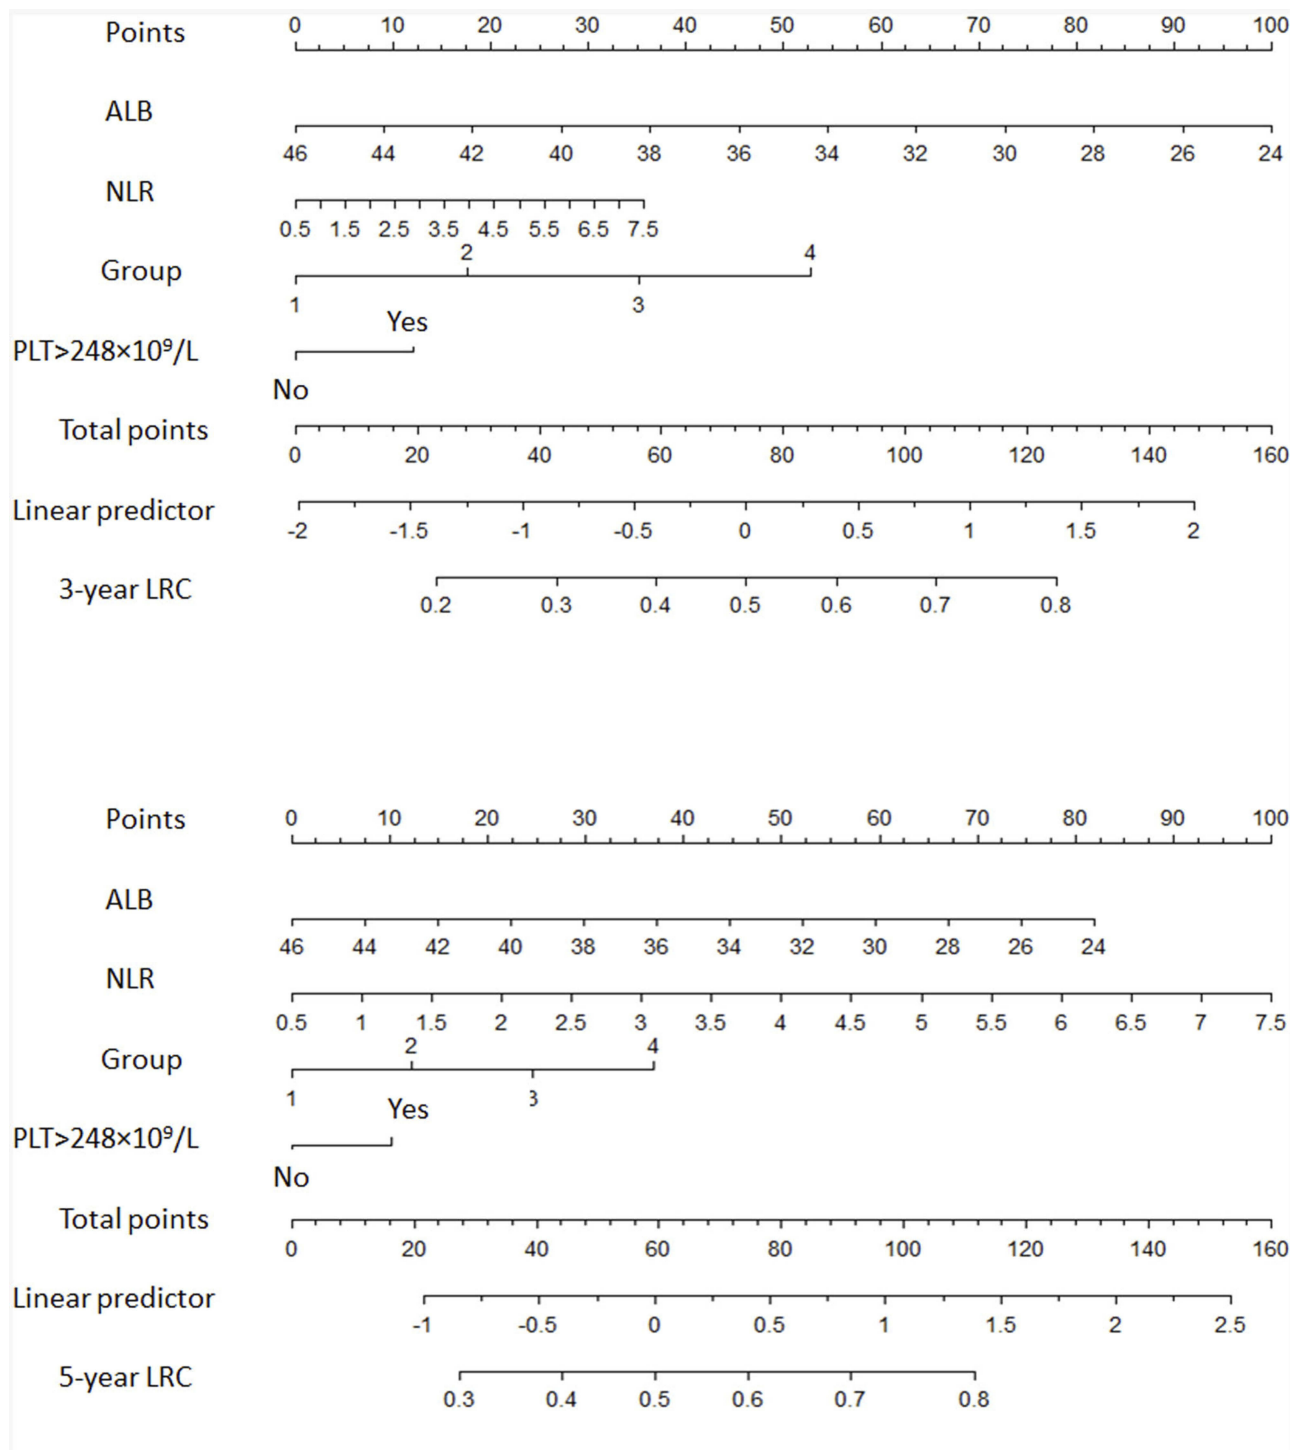 Points 0 10 20 30 40 50 60 70 80 90 100
ALB
46 44 42 40 38 36 34 32 30 28 26 24
NLR
0.5 1.5 2.5 3.5 4.5 5.5 6.5 7.5
2 4
Group
1 3
Yes
PLT>248×10⁹/L
No
Total points
0 20 40 60 80 100 120 140 160
Linear predictor
-2 -1.5 -1 -0.5 0 0.5 1 1.5 2
3-year LRC
0.2 0.3 0.4 0.5 0.6 0.7 0.8
Points 0 10 20 30 40 50 60 70 80 90 100
ALB
46 44 42 40 38 36 34 32 30 28 26 24
NLR
0.5 1 1.5 2 2.5 3 3.5 4 4.5 5 5.5 6 6.5 7 7.5
2 4
Group
1 3
Yes
PLT>248×10⁹/L
No
Total points
0 20 40 60 80 100 120 140 160
Linear predictor
-1 -0.5 0 0.5 1 1.5 2 2.5
5-year LRC
0.3 0.4 0.5 0.6 0.7 0.8